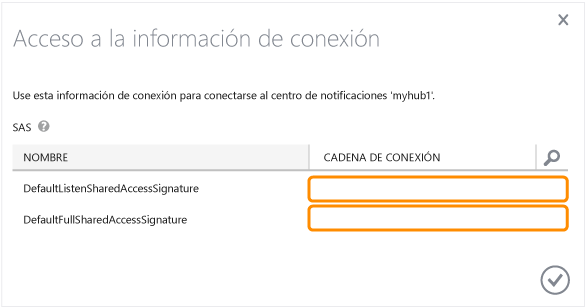 Acceso a la información de conexión
Use esta información de conexión para conectarse al centro de notificaciones 'myhub1'.
SAS ?
NOMBRE CADENA DE CONEXIÓN
DefaultListenSharedAccessSignature
DefaultFullSharedAccessSignature